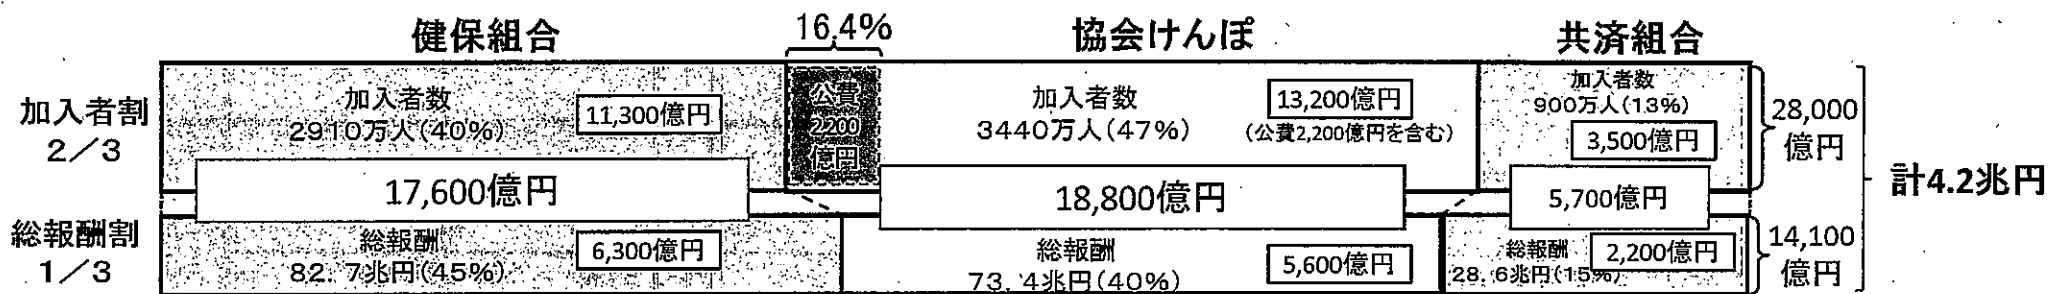 健保組合
16.4%
協会けんぽ
共済組合
加入者割
2/3
加入者数
2910万人(40%)
11,300億円
公費
2200
億円
加入者数
3440万人(47%)
13,200億円
(公費2,200億円を含む)
加入者数
900万人(13%)
3,500億円
28,000
億円
17,600億円
18,800億円
5,700億円
計4.2兆円
総報酬割
1/3
総報酬
82.7兆円(45%)
6,300億円
総報酬
73.4兆円(40%)
5,600億円
総報酬
28.6兆円(15%)
2,200億円
14,100
億円